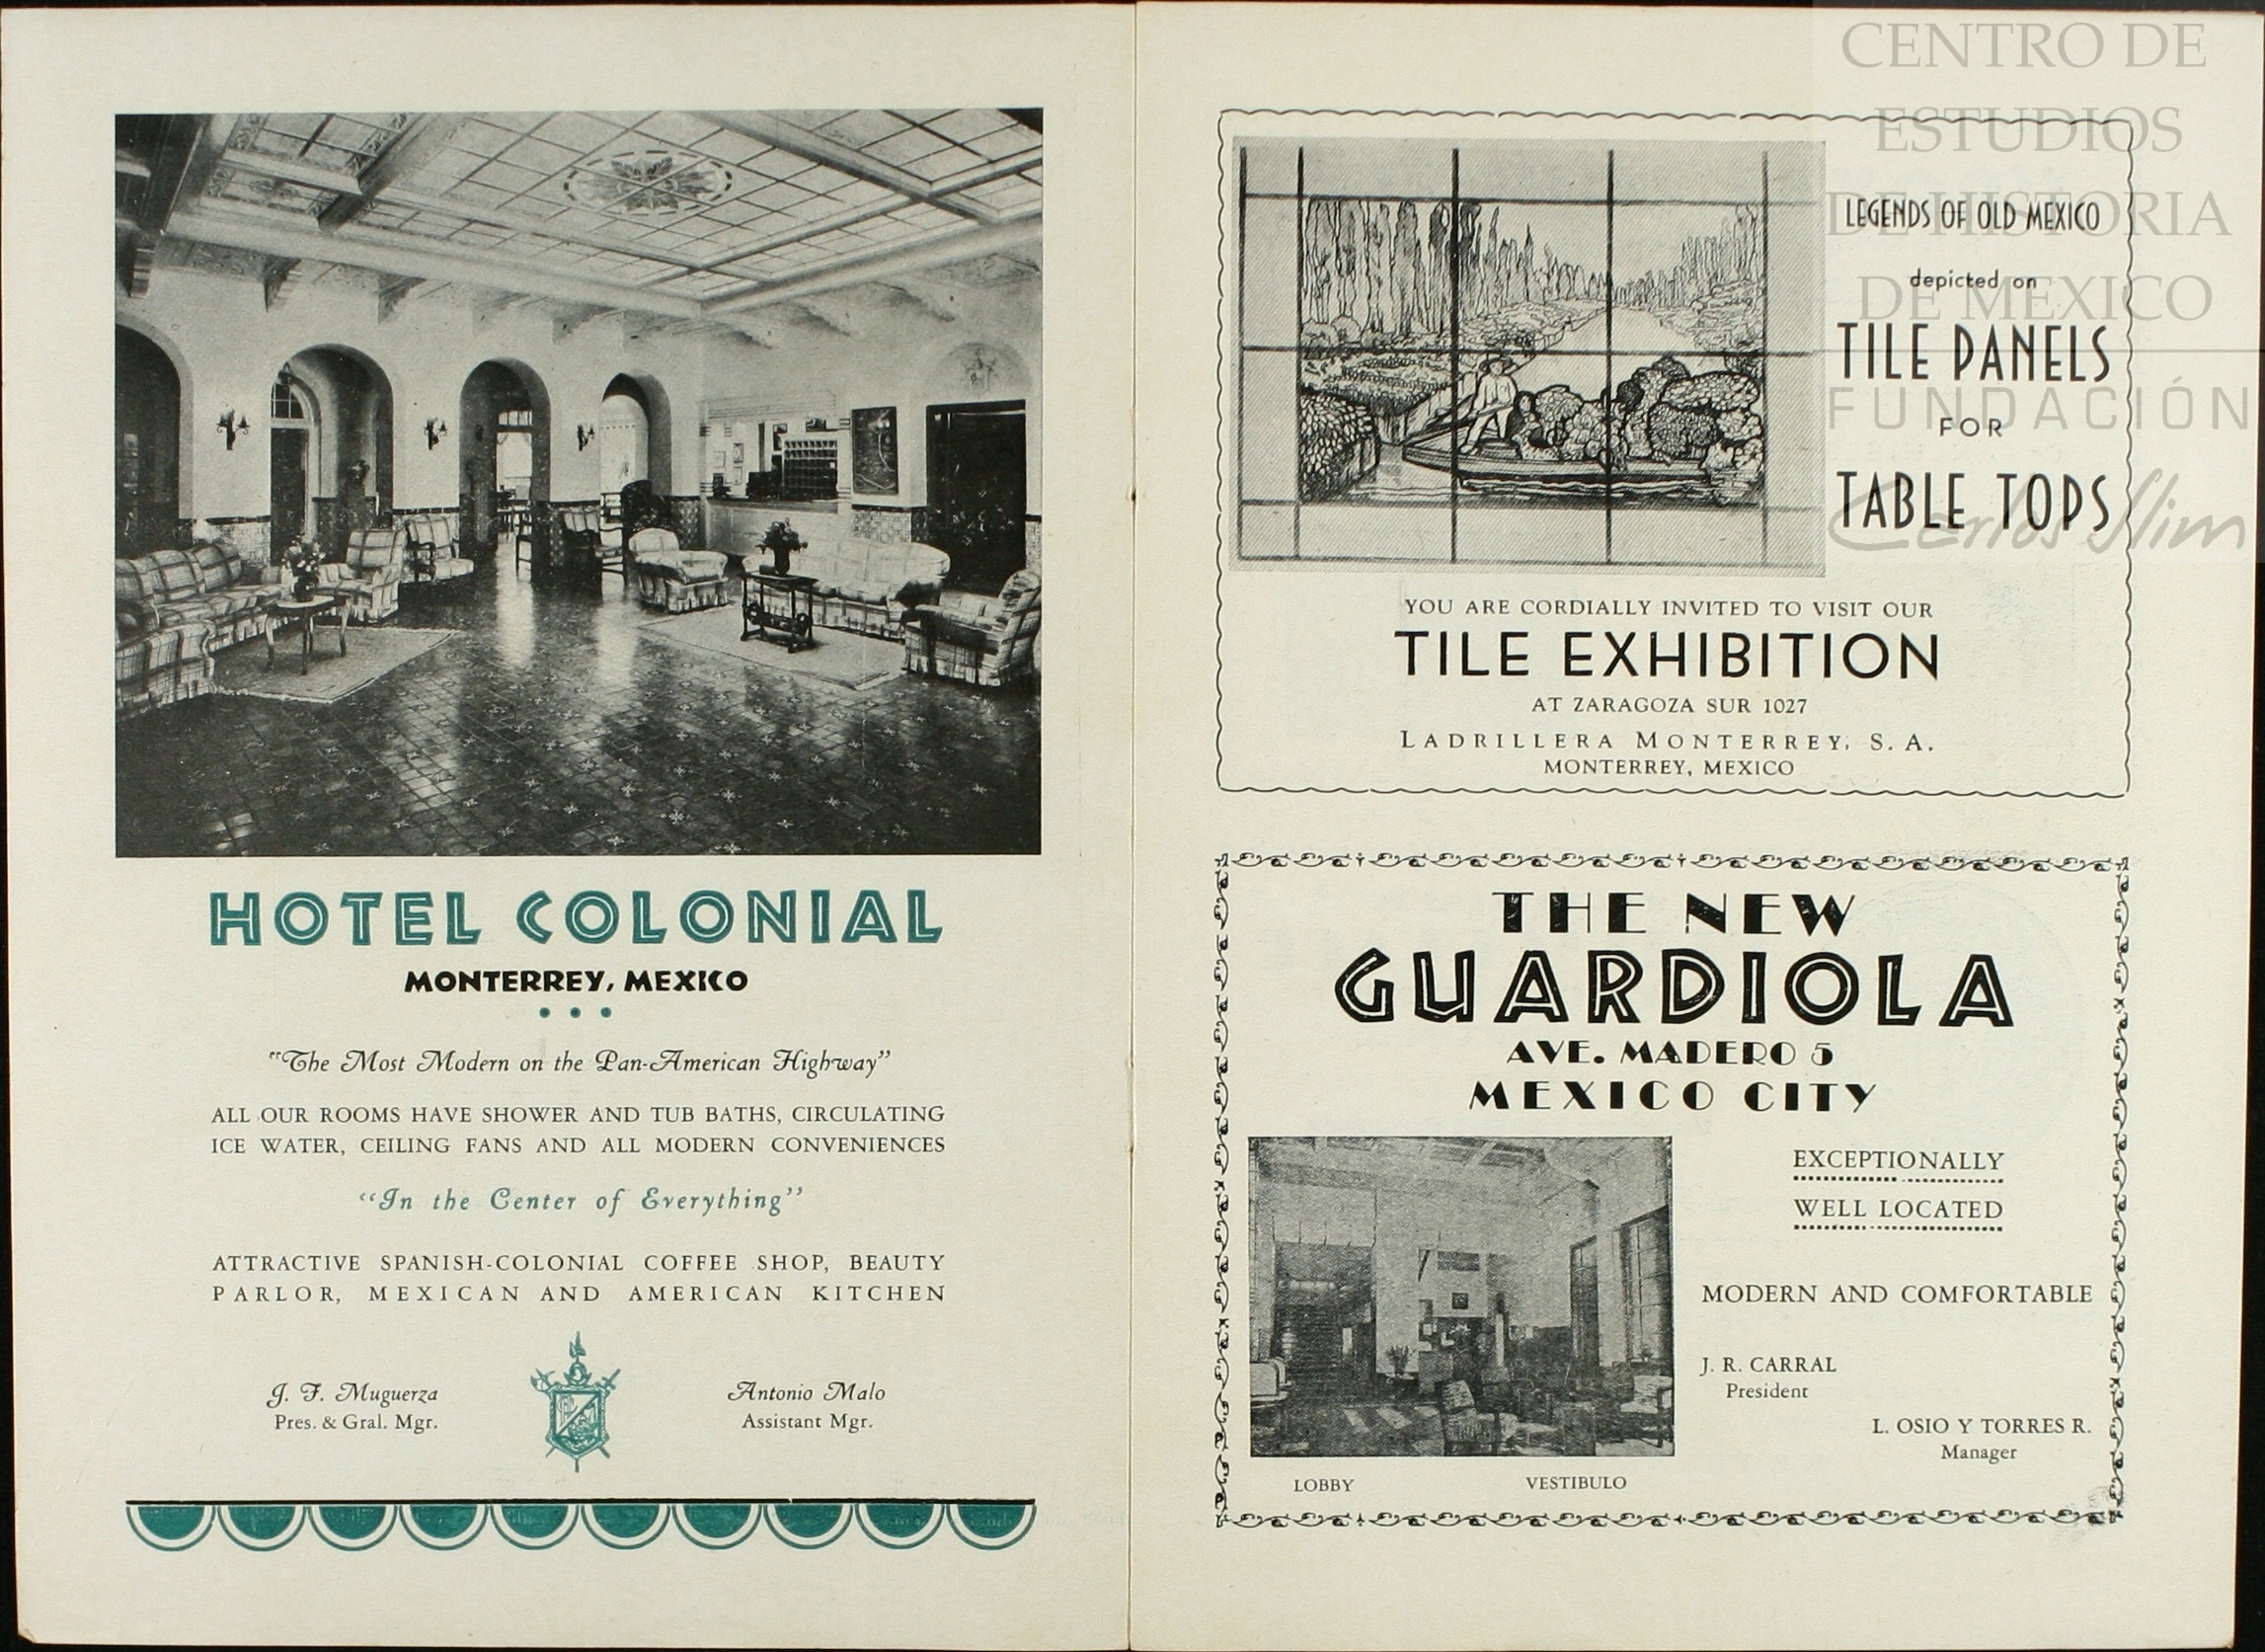 HOTEL COLONIAL
MONTERREY, MEXICO
"The Most Modern on the Pan-American Highway"
ALL OUR ROOMS HAVE SHOWER AND TUB BATHS, CIRCULATING
ICE WATER, CEILING FANS AND ALL MODERN CONVENIENCES
"In the Center of Everything"
ATTRACTIVE SPANISH-COLONIAL COFFEE SHOP, BEAUTY
PARLOR, MEXICAN AND AMERICAN KITCHEN
J. F. Muguerza
Pres. & Gral. Mgr.
Antonio Malo
Assistant Mgr.
CENTRO DE
ESTUDIOS
DE HISTORIA
DE MEXICO
FUNDACIÓN
Carlos Slim
LEGENDS OF OLD MEXICO
depicted on
TILE PANELS
FOR
TABLE TOPS
YOU ARE CORDIALLY INVITED TO VISIT OUR
TILE EXHIBITION
AT ZARAGOZA SUR 1027
LADRILLERA MONTERREY, S. A.
MONTERREY, MEXICO
THE NEW
GUARDIOLA
AVE. MADERO 5
MEXICO CITY
EXCEPTIONALLY
WELL LOCATED
MODERN AND COMFORTABLE
J. R. CARRAL
President
L. OSIO Y TORRES R.
Manager
LOBBY VESTIBULO